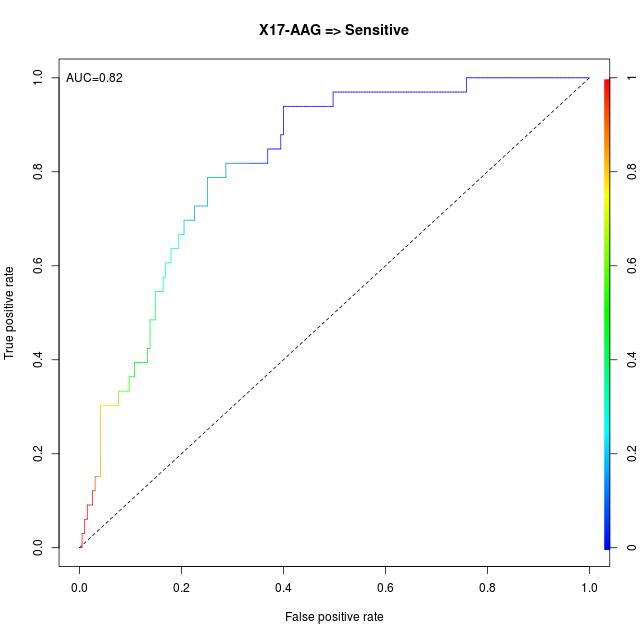 X17-AAG => Sensitive
AUC=0.82
True positive rate
1.0
0.8
0.6
0.4
0.2
0.0
1
0.8
0.6
0.4
0.2
0
0.0 0.2 0.4 0.6 0.8 1.0
False positive rate